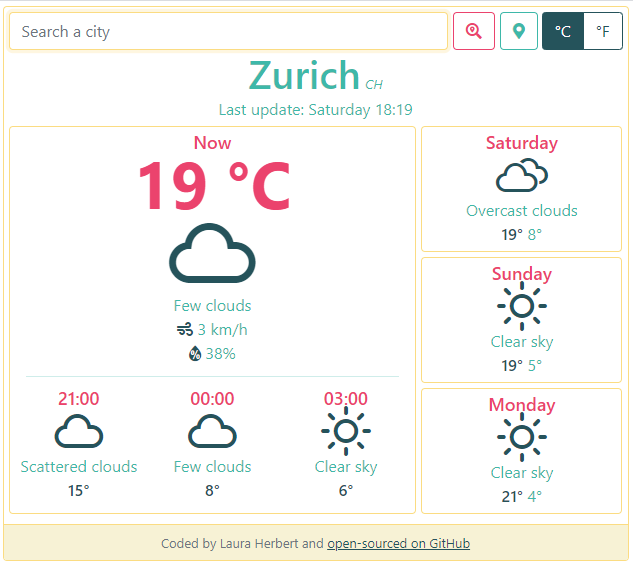 Search a city
°C
°F
Zurich CH
Last update: Saturday 18:19
Now
19 °C
Few clouds
3 km/h
% 38%
21:00
Scattered clouds
15°
00:00
Few clouds
8°
03:00
Clear sky
6°
Saturday
Overcast clouds
19° 8°
Sunday
Clear sky
19° 5°
Monday
Clear sky
21° 4°
Coded by Laura Herbert and open-sourced on GitHub